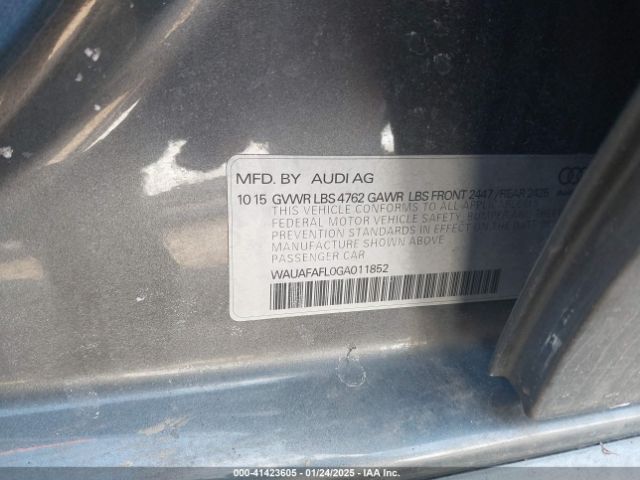 MFD. BY AUDI AG
10 15 GVWR LBS 4762 GAWR LBS FRONT 2447 / REAR 2425
THIS VEHICLE CONFORMS TO ALL
FEDERAL MOTOR VEHICLE SAFETY, BUMPER
PREVENTION STANDARDS IN EFFECT ON THE DATE
MANUFACTURE SHOWN ABOVE
PASSENGER CAR
WAUAFAFL0GA011852
000-41423605 - 01/24/2025 - IAA Inc.